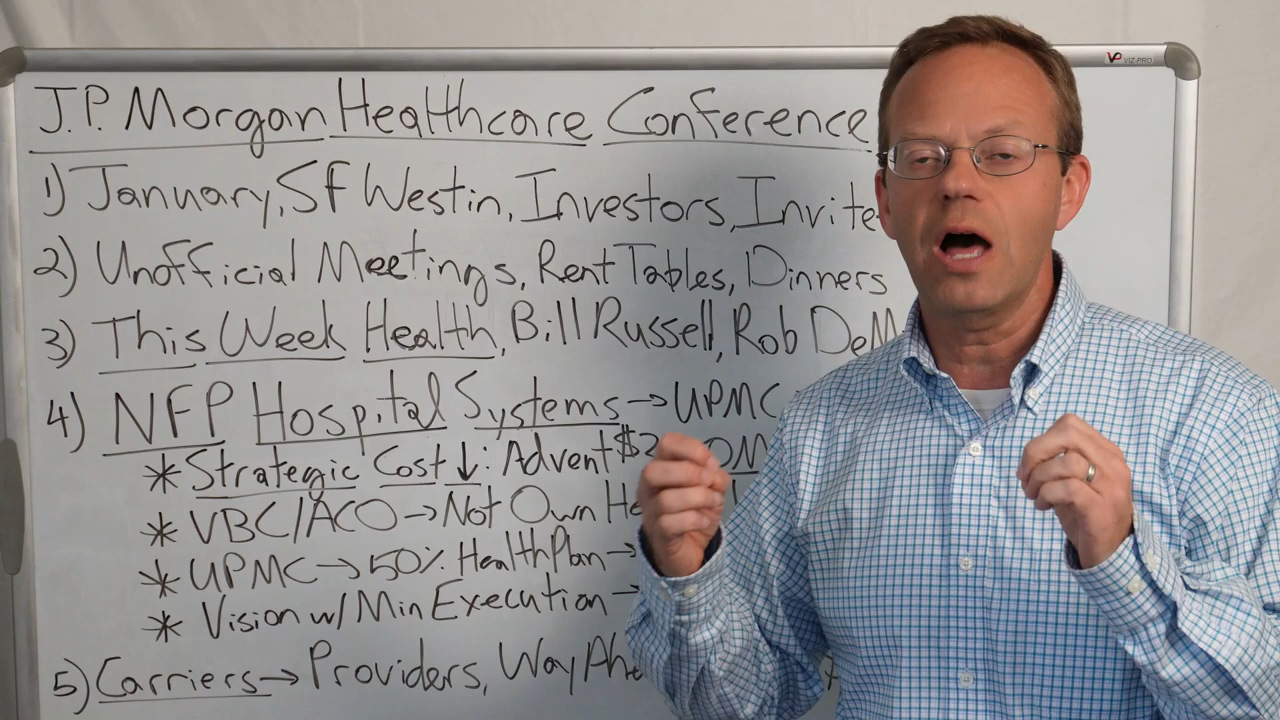 VP VIZ-PRO
J.P. Morgan Healthcare Conference
1) January, SF Westin, Investors, Invite
2) Unofficial Meetings, Rent Tables, Dinners
3) This Week Health, Bill Russell, Rob DeM
4) NFP Hospital Systems → UPMC
* Strategic Cost ↓: Advent $2
* VBC/ACO → Not Own
* UPMC → 50% Health Plan →
* Vision w/ Min Execution →
5) Carriers → Providers, Way